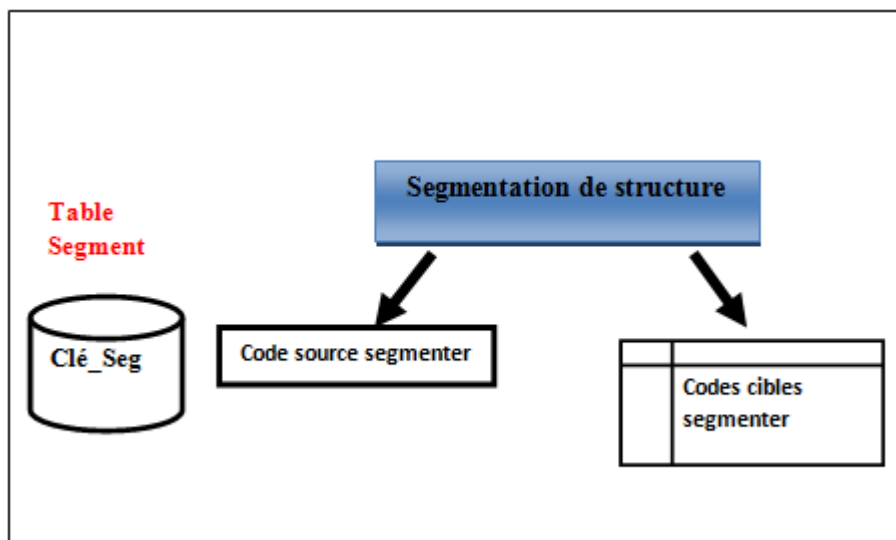 Segmentation de structure
Table
Segment
Clé_Seg
Code source segmenter
Codes cibles
segmenter